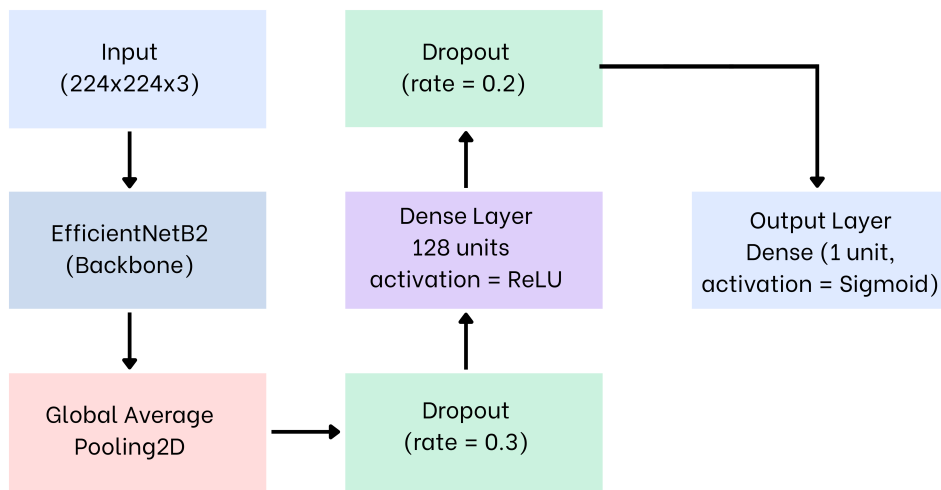 Input
(224x224x3)
EfficientNetB2
(Backbone)
Global Average
Pooling2D
Dropout
(rate = 0.3)
Dense Layer
128 units
activation = ReLU
Dropout
(rate = 0.2)
Output Layer
Dense (1 unit,
activation = Sigmoid)